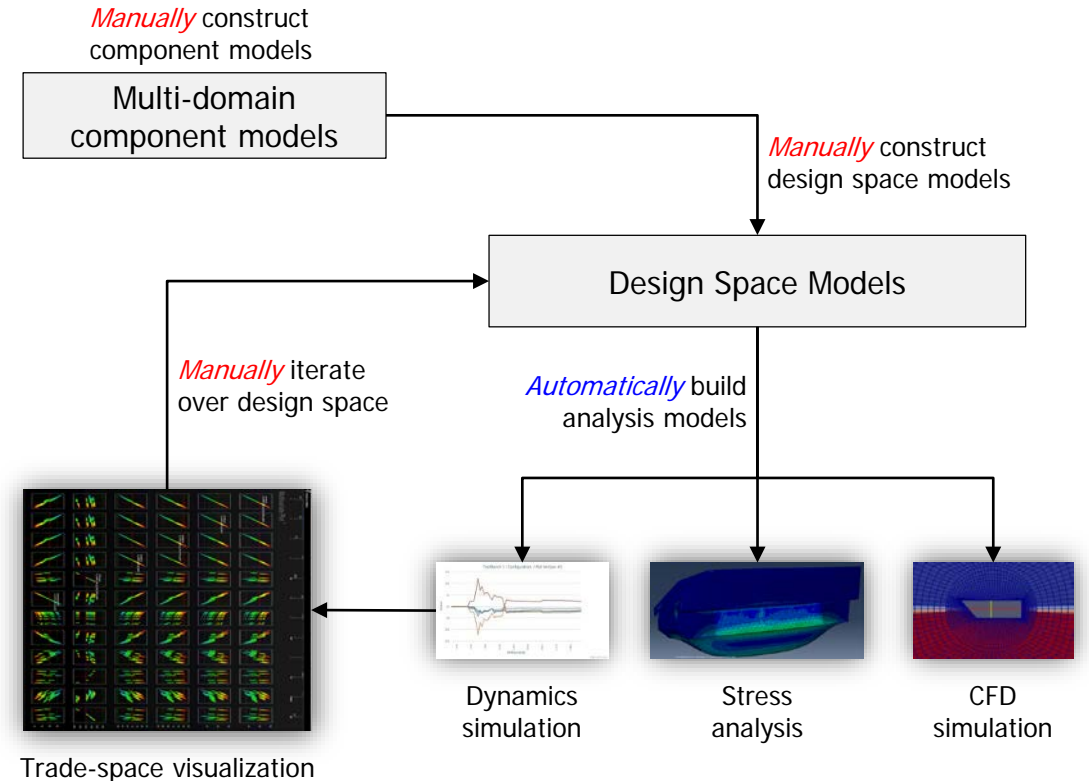 Manually construct
component models
Multi-domain
component models
Manually construct
design space models
Design Space Models
Manually iterate
over design space
Automatically build
analysis models
Dynamics
simulation
Stress
analysis
CFD
simulation
Trade-space visualization